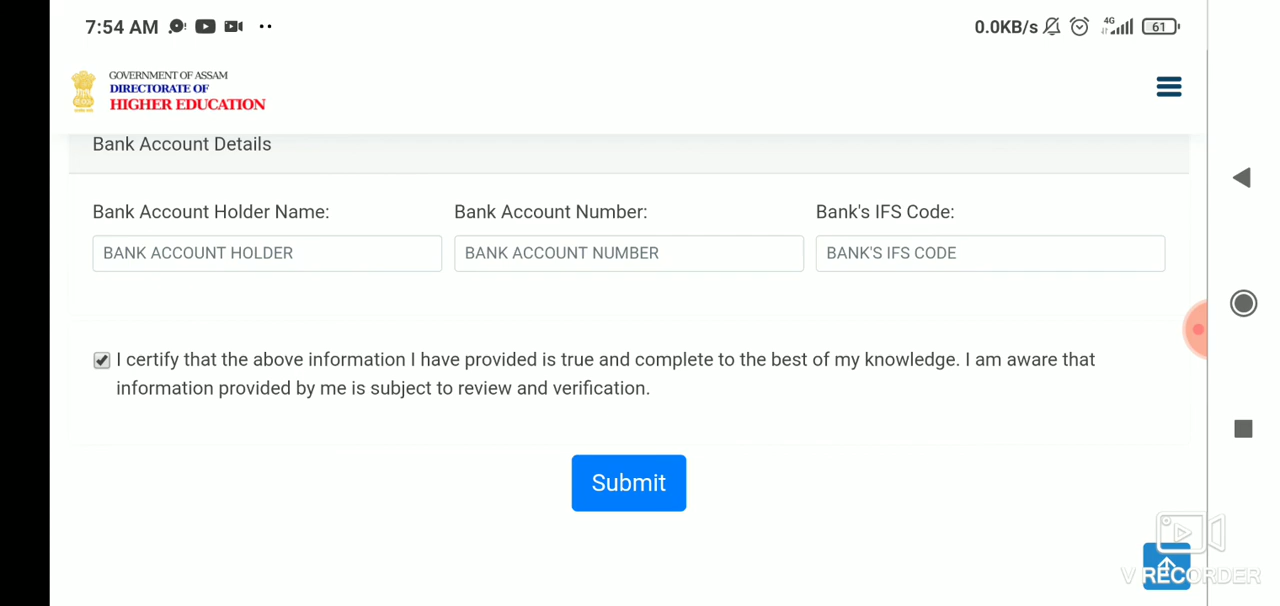 7:54 AM
0.0KB/s 4G 61
GOVERNMENT OF ASSAM
DIRECTORATE OF
HIGHER EDUCATION
Bank Account Details
Bank Account Holder Name: Bank Account Number: Bank's IFS Code:
BANK ACCOUNT HOLDER BANK ACCOUNT NUMBER BANK'S IFS CODE
I certify that the above information I have provided is true and complete to the best of my knowledge. I am aware that
information provided by me is subject to review and verification.
Submit
V RECORDER